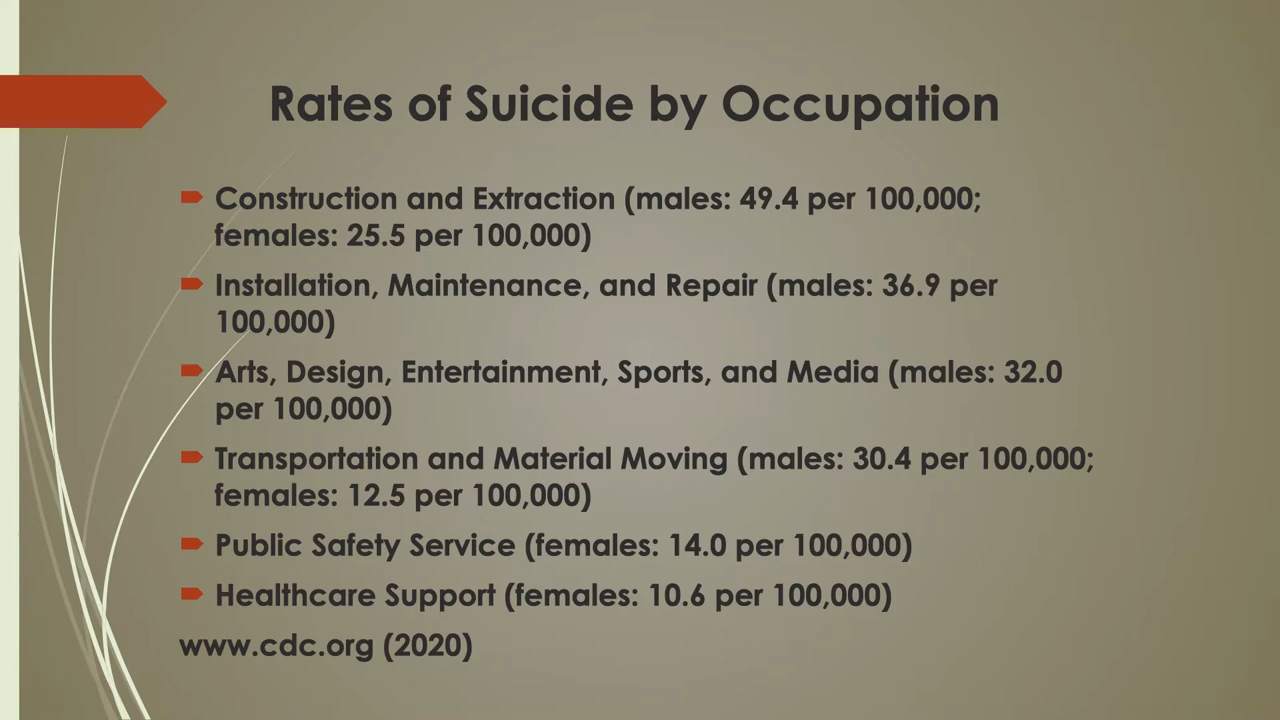 Rates of Suicide by Occupation
Construction and Extraction (males: 49.4 per 100,000;
females: 25.5 per 100,000)
Installation, Maintenance, and Repair (males: 36.9 per
100,000)
Arts, Design, Entertainment, Sports, and Media (males: 32.0
per 100,000)
Transportation and Material Moving (males: 30.4 per 100,000;
females: 12.5 per 100,000)
Public Safety Service (females: 14.0 per 100,000)
Healthcare Support (females: 10.6 per 100,000)
www.cdc.org (2020)